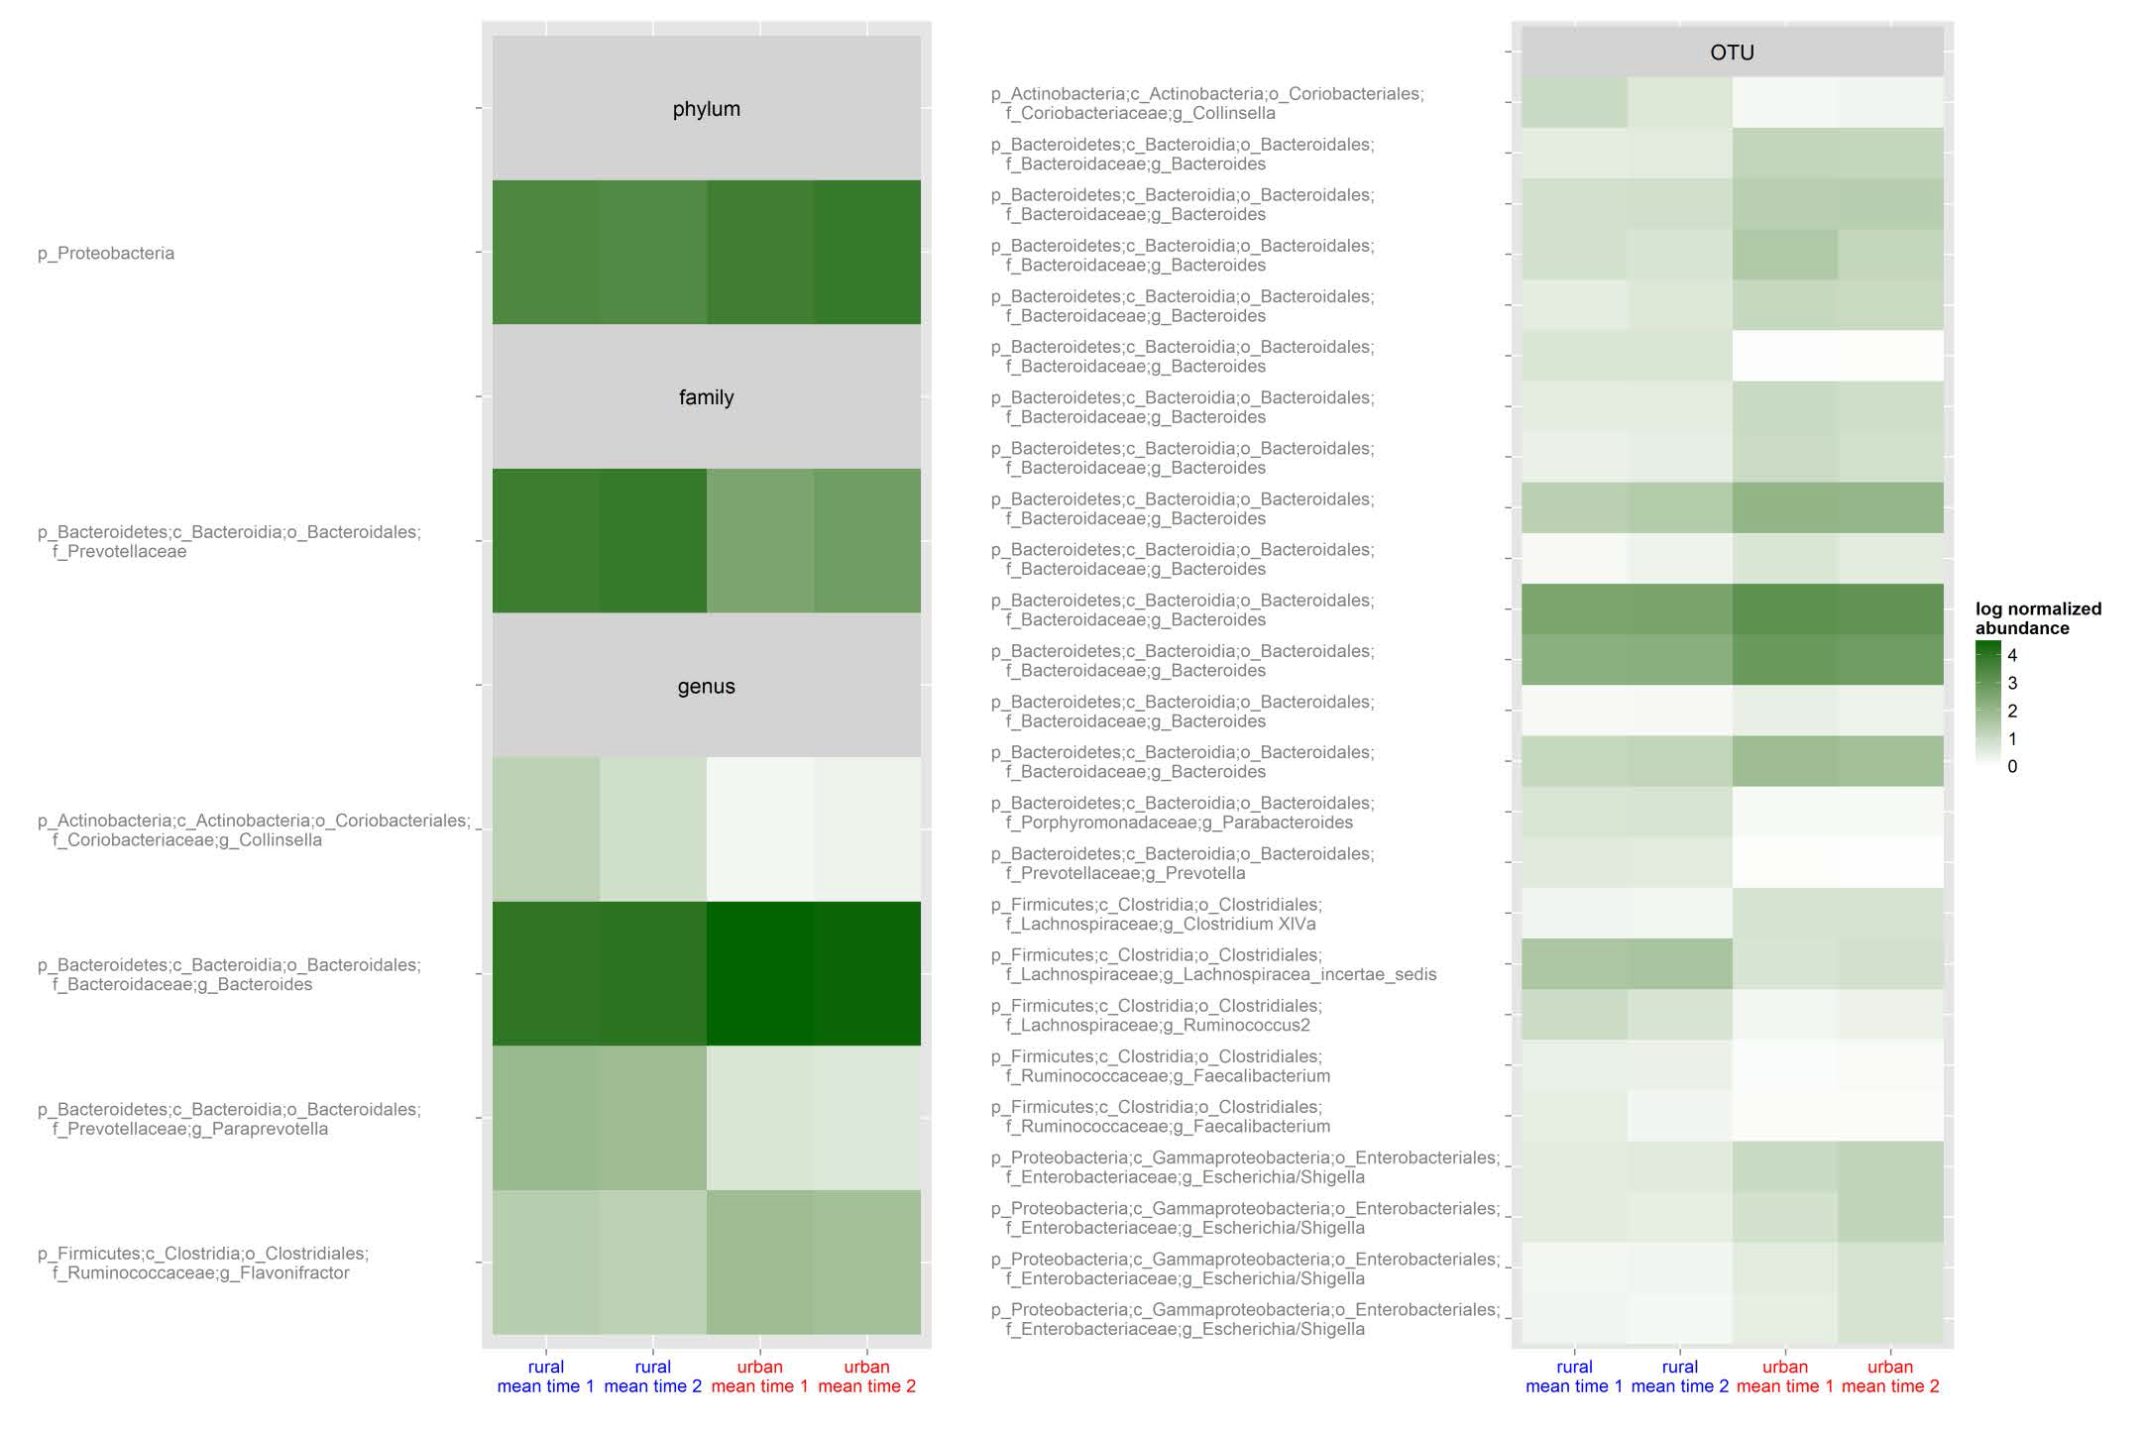 phylum
p_Proteobacteria
family
p_Bacteroidetes;c_Bacteroidia;o_Bacteroidales;
f_Prevotellaceae
genus
p_Actinobacteria;c_Actinobacteria;o_Coriobacteriales;
f_Coriobacteriaceae;g_Collinsella
p_Bacteroidetes;c_Bacteroidia;o_Bacteroidales;
f_Bacteroidaceae;g_Bacteroides
p_Bacteroidetes;c_Bacteroidia;o_Bacteroidales;
f_Prevotellaceae;g_Paraprevotella
p_Firmicutes;c_Clostridia;o_Clostridiales;
f_Ruminococcaceae;g_Flavonifractor
rural rural urban urban
mean time 1 mean time 2 mean time 1 mean time 2
OTU
p_Actinobacteria;c_Actinobacteria;o_Coriobacteriales;
f_Coriobacteriaceae;g_Collinsella
p_Bacteroidetes;c_Bacteroidia;o_Bacteroidales;
f_Bacteroidaceae;g_Bacteroides
p_Bacteroidetes;c_Bacteroidia;o_Bacteroidales;
f_Bacteroidaceae;g_Bacteroides
p_Bacteroidetes;c_Bacteroidia;o_Bacteroidales;
f_Bacteroidaceae;g_Bacteroides
p_Bacteroidetes;c_Bacteroidia;o_Bacteroidales;
f_Bacteroidaceae;g_Bacteroides
p_Bacteroidetes;c_Bacteroidia;o_Bacteroidales;
f_Bacteroidaceae;g_Bacteroides
p_Bacteroidetes;c_Bacteroidia;o_Bacteroidales;
f_Bacteroidaceae;g_Bacteroides
p_Bacteroidetes;c_Bacteroidia;o_Bacteroidales;
f_Bacteroidaceae;g_Bacteroides
p_Bacteroidetes;c_Bacteroidia;o_Bacteroidales;
f_Bacteroidaceae;g_Bacteroides
p_Bacteroidetes;c_Bacteroidia;o_Bacteroidales;
f_Bacteroidaceae;g_Bacteroides
p_Bacteroidetes;c_Bacteroidia;o_Bacteroidales;
f_Bacteroidaceae;g_Bacteroides
p_Bacteroidetes;c_Bacteroidia;o_Bacteroidales;
f_Bacteroidaceae;g_Bacteroides
p_Bacteroidetes;c_Bacteroidia;o_Bacteroidales;
f_Bacteroidaceae;g_Bacteroides
p_Bacteroidetes;c_Bacteroidia;o_Bacteroidales;
f_Bacteroidaceae;g_Bacteroides
p_Bacteroidetes;c_Bacteroidia;o_Bacteroidales;
f_Porphyromonadaceae;g_Parabacteroides
p_Bacteroidetes;c_Bacteroidia;o_Bacteroidales;
f_Prevotellaceae;g_Prevotella
p_Firmicutes;c_Clostridia;o_Clostridiales;
f_Lachnospiraceae;g_Clostridium XlVa
p_Firmicutes;c_Clostridia;o_Clostridiales;
f_Lachnospiraceae;g_Lachnospiracea_incertae_sedis
p_Firmicutes;c_Clostridia;o_Clostridiales;
f_Lachnospiraceae;g_Ruminococcus2
p_Firmicutes;c_Clostridia;o_Clostridiales;
f_Ruminococcaceae;g_Faecalibacterium
p_Firmicutes;c_Clostridia;o_Clostridiales;
f_Ruminococcaceae;g_Faecalibacterium
p_Proteobacteria;c_Gammaproteobacteria;o_Enterobacteriales;
f_Enterobacteriaceae;g_Escherichia/Shigella
p_Proteobacteria;c_Gammaproteobacteria;o_Enterobacteriales;
f_Enterobacteriaceae;g_Escherichia/Shigella
p_Proteobacteria;c_Gammaproteobacteria;o_Enterobacteriales;
f_Enterobacteriaceae;g_Escherichia/Shigella
p_Proteobacteria;c_Gammaproteobacteria;o_Enterobacteriales;
f_Enterobacteriaceae;g_Escherichia/Shigella
rural rural urban urban
mean time 1 mean time 2 mean time 1 mean time 2
log normalized
abundance
4
3
2
1
0